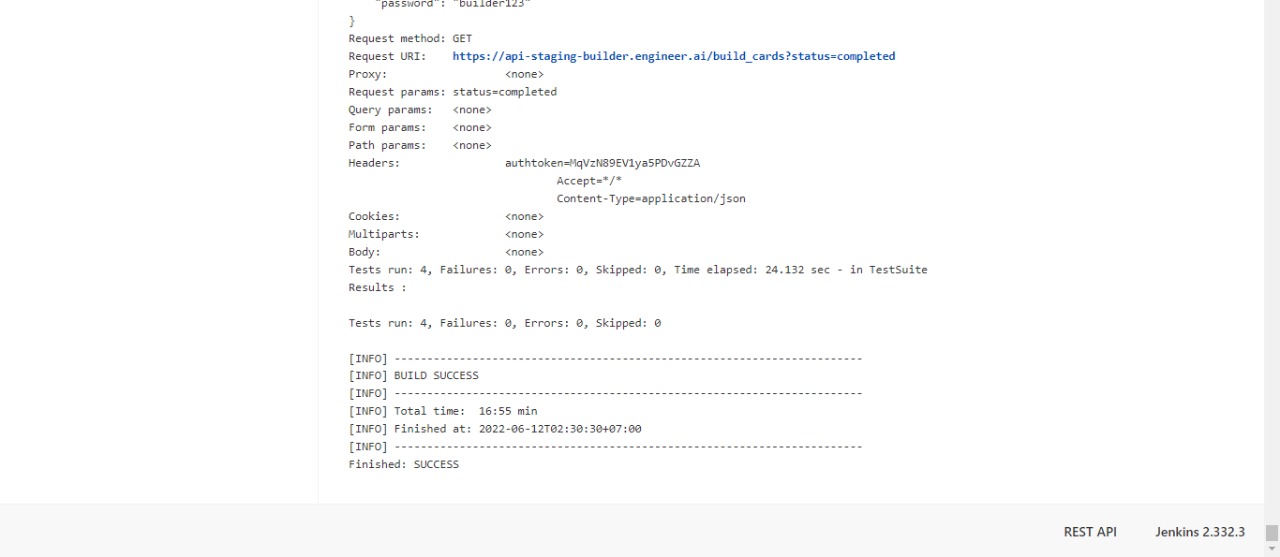 "password": "builder123"
}
Request method: GET
Request URI: https://api-staging-builder.engineer.ai/build_cards?status=completed
Proxy: <none>
Request params: status=completed
Query params: <none>
Form params: <none>
Path params: <none>
Headers: authtoken=MqVzN89EV1ya5PDvGZZA
Accept=*/*
Content-Type=application/json
Cookies: <none>
Multiparts: <none>
Body: <none>
Tests run: 4, Failures: 0, Errors: 0, Skipped: 0, Time elapsed: 24.132 sec - in TestSuite
Results :
Tests run: 4, Failures: 0, Errors: 0, Skipped: 0
[INFO] ------------------------------------------------------------------------
[INFO] BUILD SUCCESS
[INFO] ------------------------------------------------------------------------
[INFO] Total time: 16:55 min
[INFO] Finished at: 2022-06-12T02:30:30+07:00
[INFO] ------------------------------------------------------------------------
Finished: SUCCESS
REST API Jenkins 2.332.3